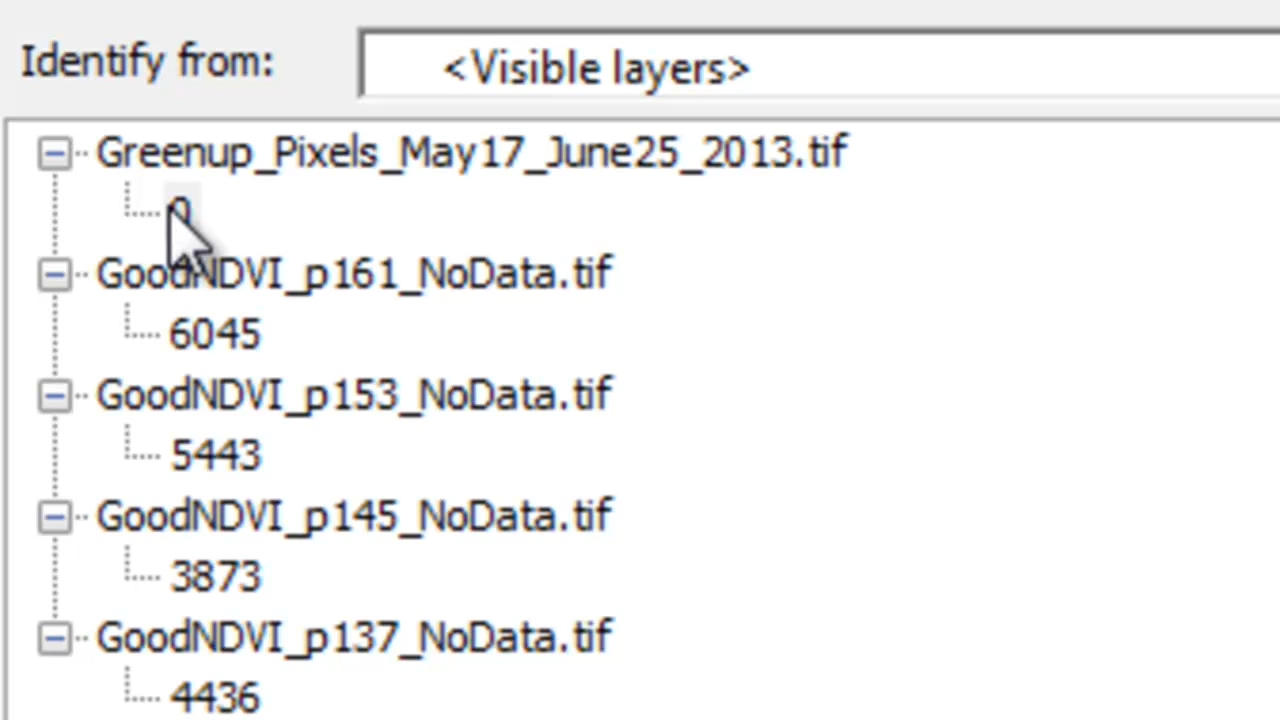 Identify from:
<Visible layers>
Greenup_Pixels_May17_June25_2013.tif
0
GoodNDVI_p161_NoData.tif
6045
GoodNDVI_p153_NoData.tif
5443
GoodNDVI_p145_NoData.tif
3873
GoodNDVI_p137_NoData.tif
4436